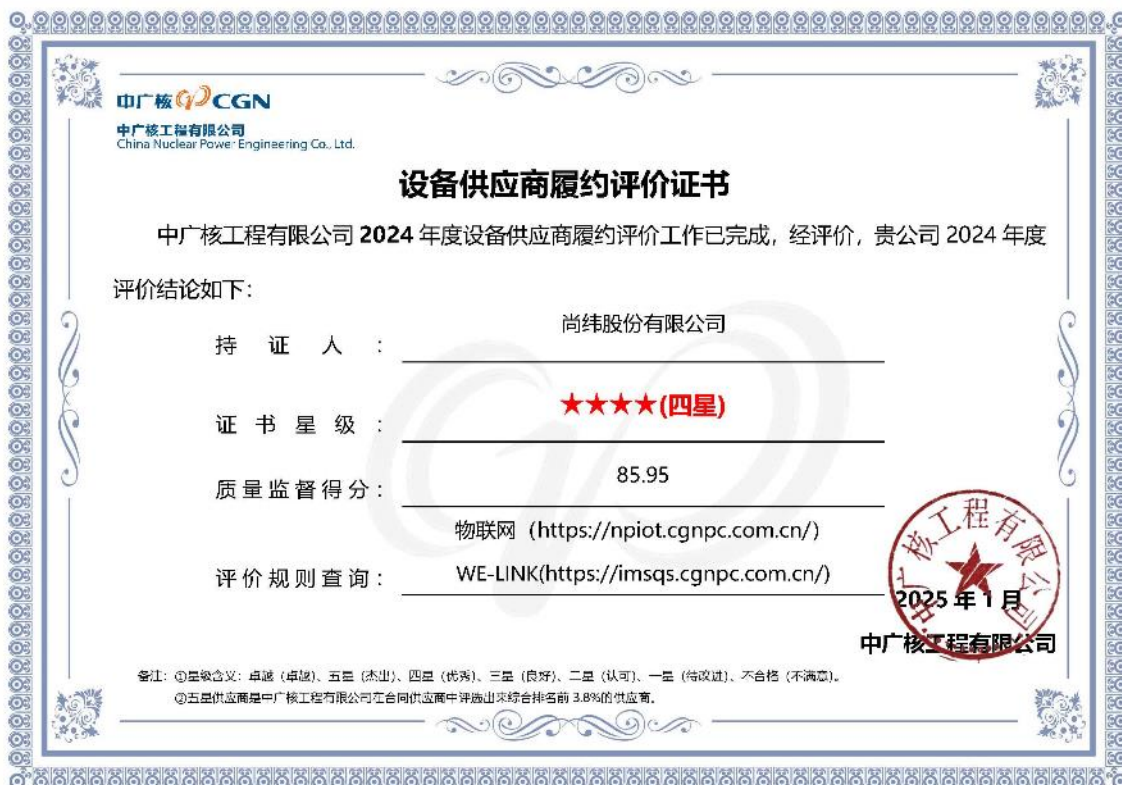 中广核 CGN
中广核工程有限公司
China Nuclear Power Engineering Co., Ltd.
设备供应商履约评价证书
中广核工程有限公司 2024 年度设备供应商履约评价工作已完成，经评价，贵公司 2024 年度
评价结论如下：
持证人： 尚纬股份有限公司
证书星级： ★★★★(四星)
质量监督得分： 85.95
物联网（https://npiot.cgnpc.com.cn/）
评价规则查询： WE-LINK(https://imsqs.cgnpc.com.cn/)
中广核工程有限公司
2025 年 1 月
中广核工程有限公司
备注：①星级含义：卓越（卓越）、五星（杰出）、四星（优秀）、三星（良好）、二星（认可）、一星（待改进）、不合格（不满意）。
②五星供应商是中广核工程有限公司在合同供应商中评选出来综合排名前 3.8%的供应商。